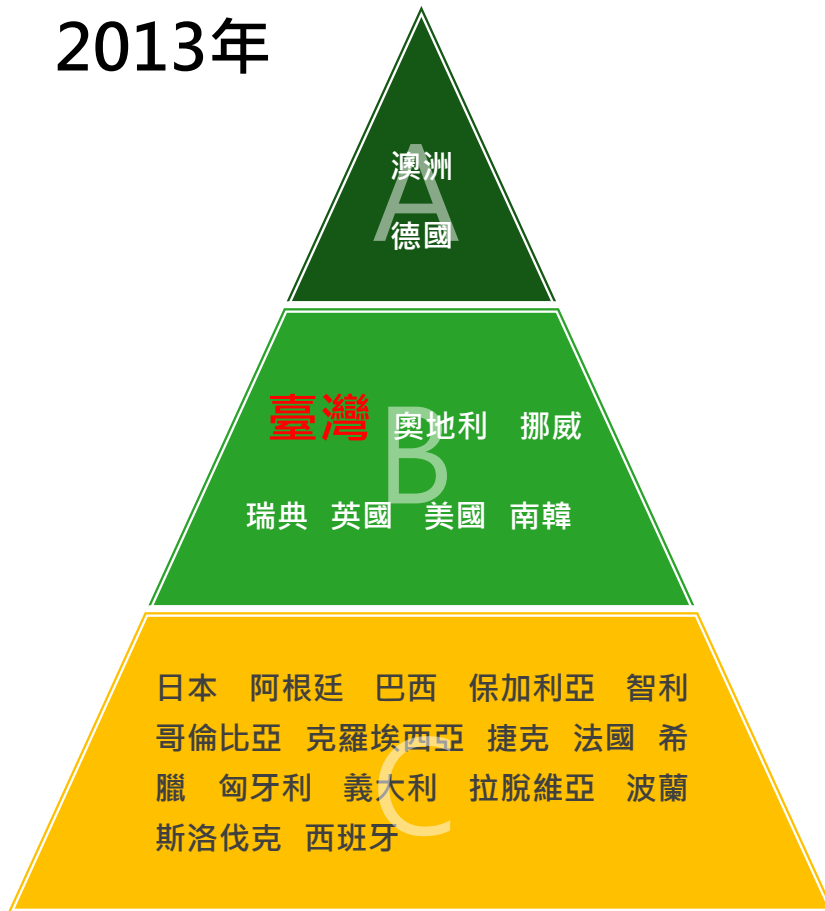 2013年
A
澳洲
德國
B
臺灣 奧地利 挪威
瑞典 英國 美國 南韓
C
日本 阿根廷 巴西 保加利亞 智利
哥倫比亞 克羅埃西亞 捷克 法國 希
臘 匈牙利 義大利 拉脫維亞 波蘭
斯洛伐克 西班牙